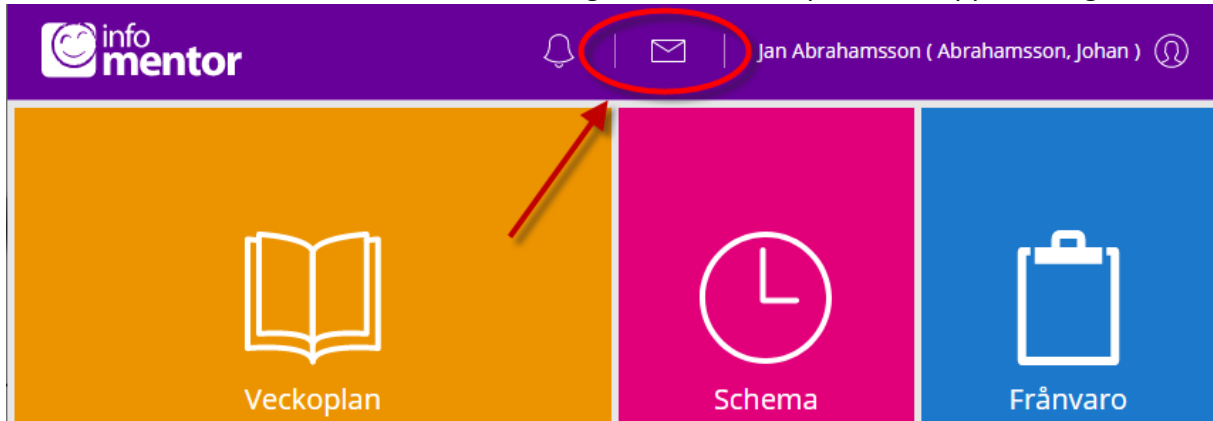 info
mentor
Jan Abrahamsson ( Abrahamsson, Johan )
Veckoplan
Schema
Frånvaro